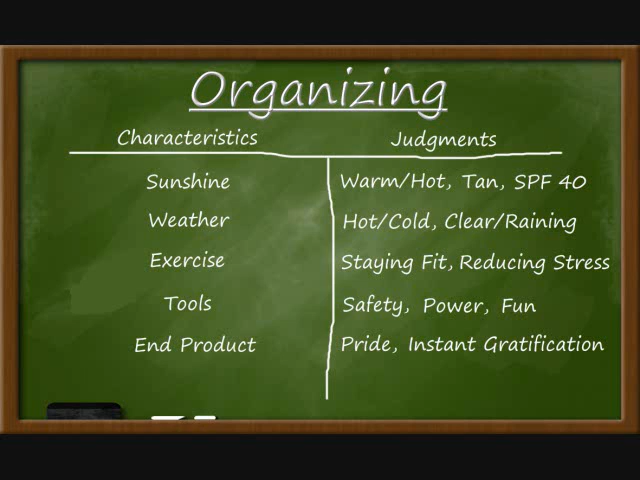 Organizing
Characteristics Judgments
Sunshine Warm/Hot, Tan, SPF 40
Weather Hot/Cold, Clear/Raining
Exercise Staying Fit, Reducing Stress
Tools Safety, Power, Fun
End Product Pride, Instant Gratification